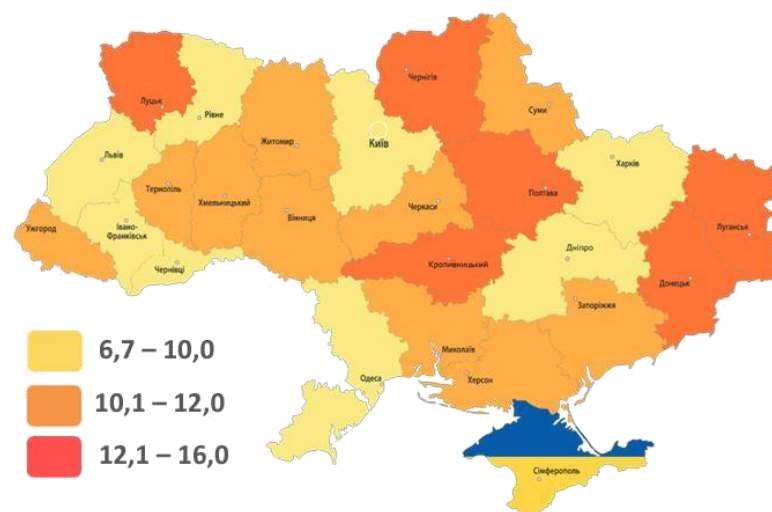 Чернігів
Луцьк
Суми
Рівне
Житомир
Київ
Львів
Харків
Тернопіль
Полтава
Хмельницький
Черкаси
Вінниця
Івано-
Франківськ
Ужгород
Луганськ
Дніпро
Кропивницький
Чернівці
Донецьк
Запоріжжя
6,7 – 10,0
Миколаїв
Херсон
Одеса
10,1 – 12,0
12,1 – 16,0
Сімферополь